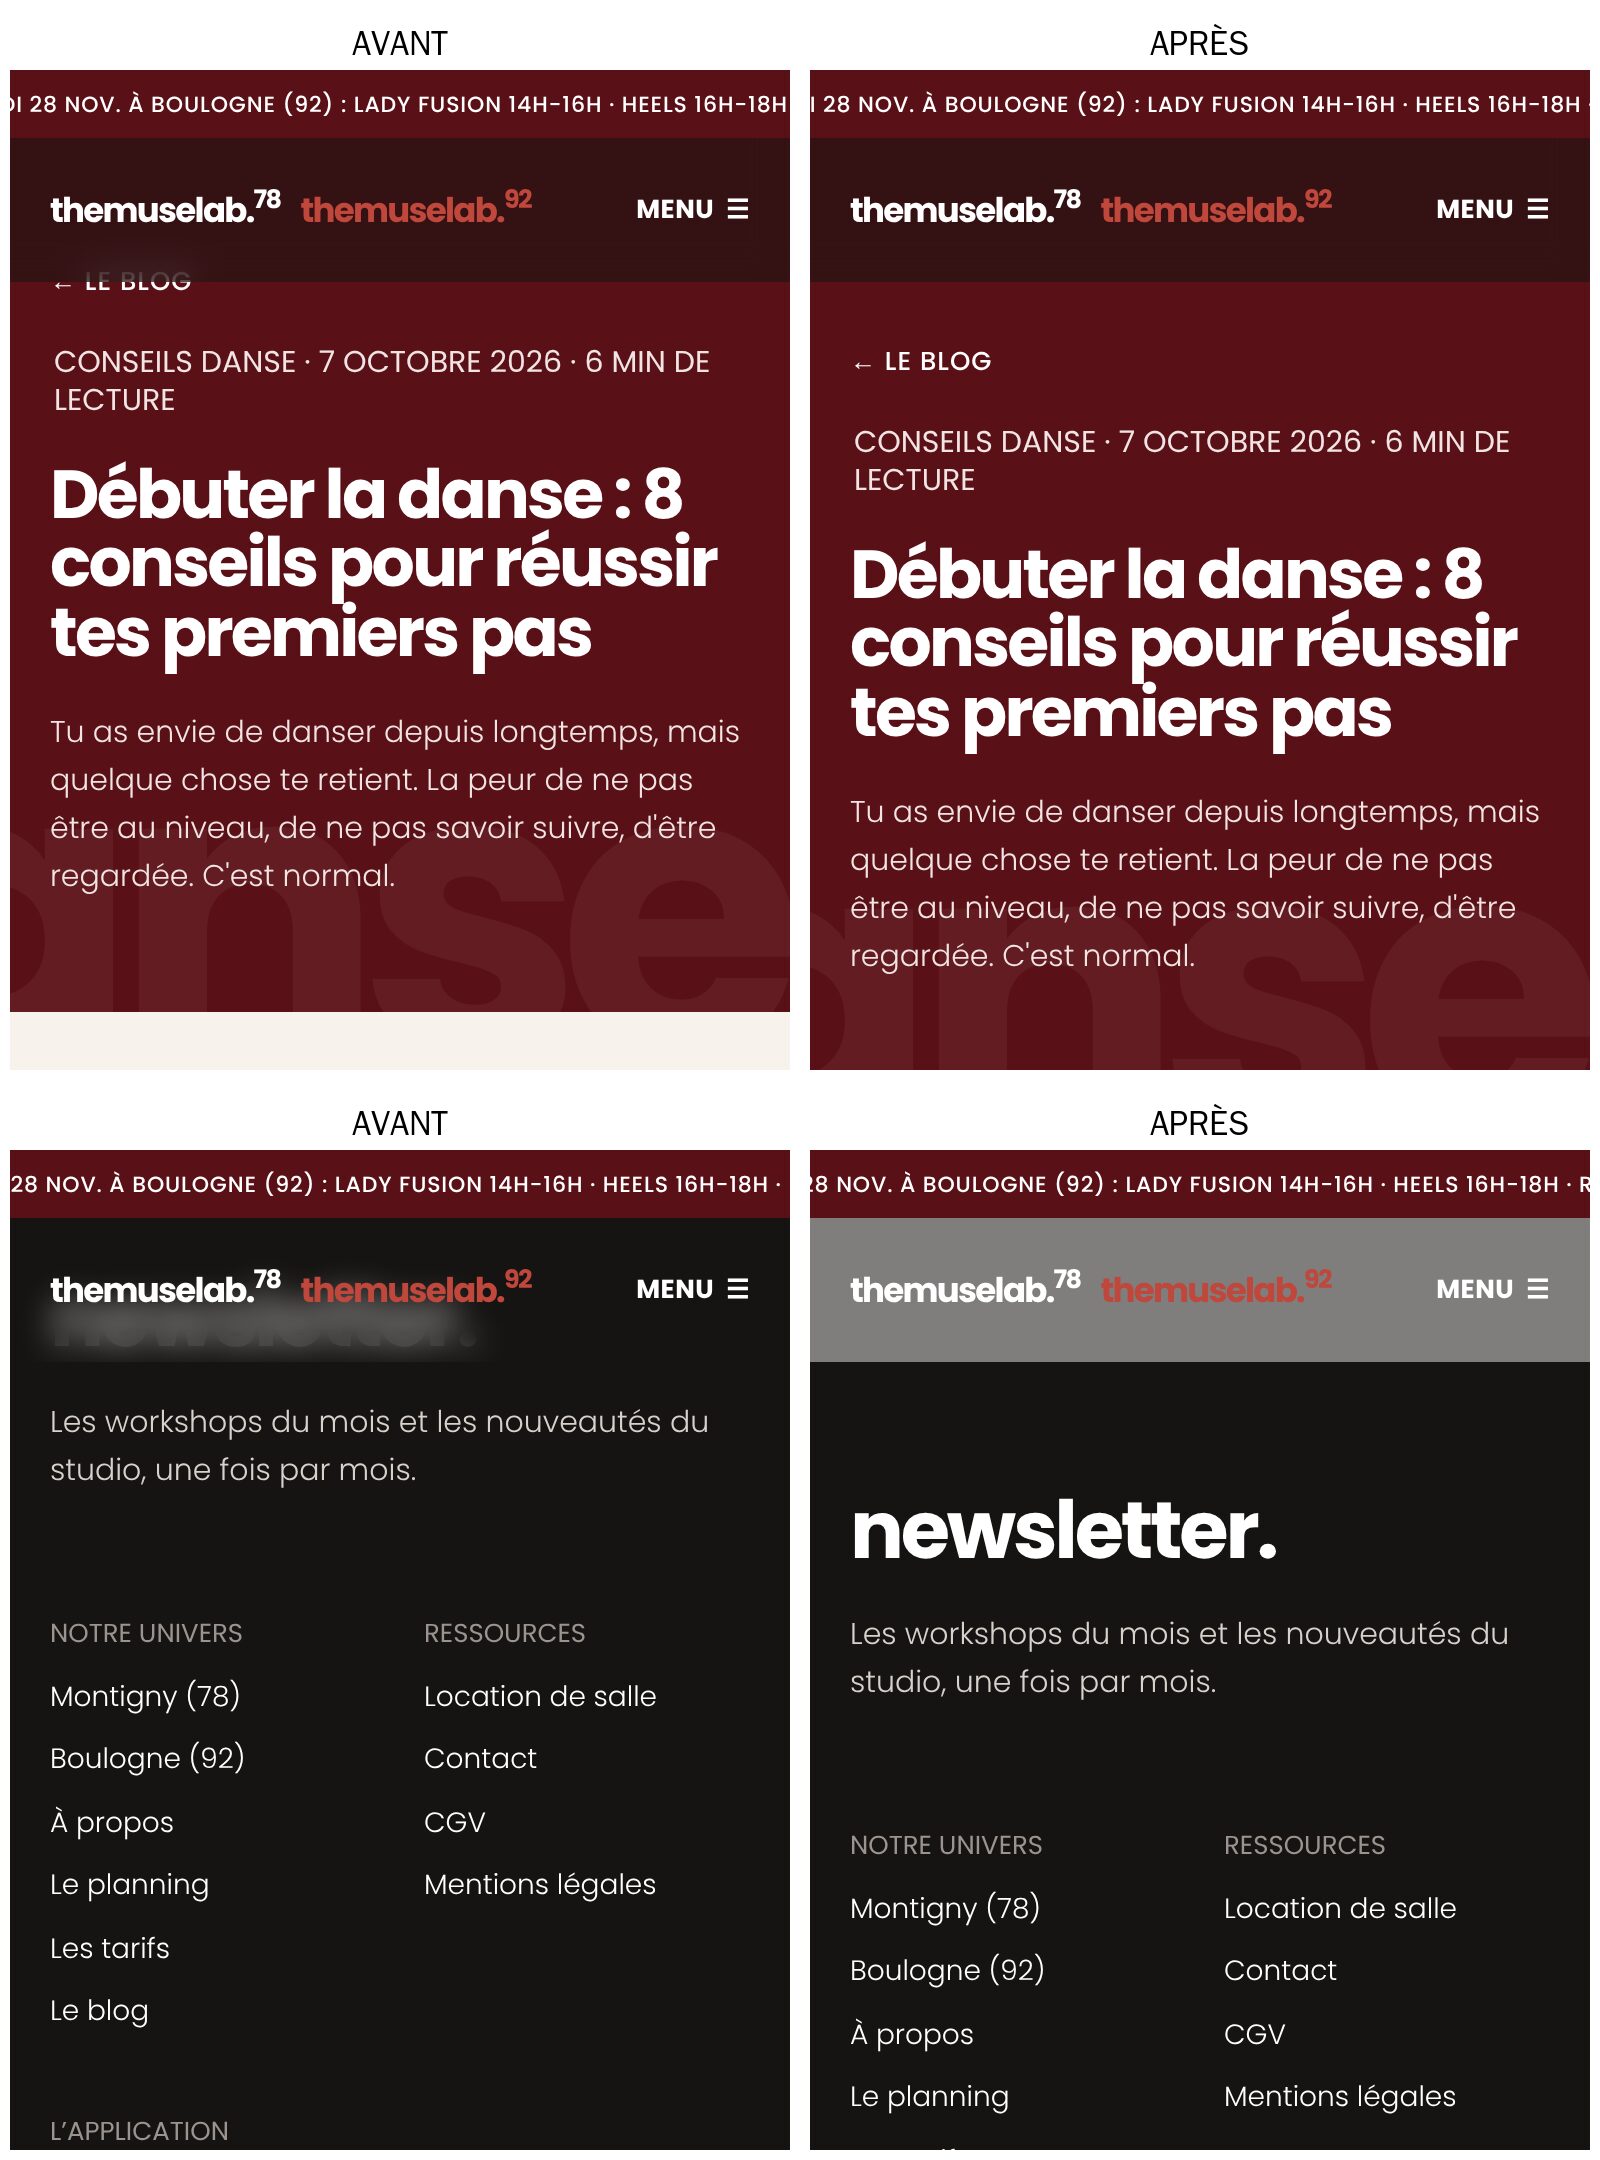 AVANT
28 NOV. À BOULOGNE (92) : LADY FUSION 14H-16H · HEELS 16H-18H
themuselab.78 themuselab.92 MENU ☰
← LE BLOG
CONSEILS DANSE · 7 OCTOBRE 2026 · 6 MIN DE
LECTURE
Débuter la danse : 8
conseils pour réussir
tes premiers pas
Tu as envie de danser depuis longtemps, mais
quelque chose te retient. La peur de ne pas
être au niveau, de ne pas savoir suivre, d'être
regardée. C'est normal.
anse
APRÈS
28 NOV. À BOULOGNE (92) : LADY FUSION 14H-16H · HEELS 16H-18H ·
themuselab.78 themuselab.92 MENU ☰
← LE BLOG
CONSEILS DANSE · 7 OCTOBRE 2026 · 6 MIN DE
LECTURE
Débuter la danse : 8
conseils pour réussir
tes premiers pas
Tu as envie de danser depuis longtemps, mais
quelque chose te retient. La peur de ne pas
être au niveau, de ne pas savoir suivre, d'être
regardée. C'est normal.
anse
AVANT
28 NOV. À BOULOGNE (92) : LADY FUSION 14H-16H · HEELS 16H-18H ·
themuselab.78 themuselab.92 MENU ☰
newsletter.
Les workshops du mois et les nouveautés du
studio, une fois par mois.
NOTRE UNIVERS RESSOURCES
Montigny (78) Location de salle
Boulogne (92) Contact
À propos CGV
Le planning Mentions légales
Les tarifs
Le blog
L’APPLICATION
APRÈS
28 NOV. À BOULOGNE (92) : LADY FUSION 14H-16H · HEELS 16H-18H · R
themuselab.78 themuselab.92 MENU ☰
newsletter.
Les workshops du mois et les nouveautés du
studio, une fois par mois.
NOTRE UNIVERS RESSOURCES
Montigny (78) Location de salle
Boulogne (92) Contact
À propos CGV
Le planning Mentions légales